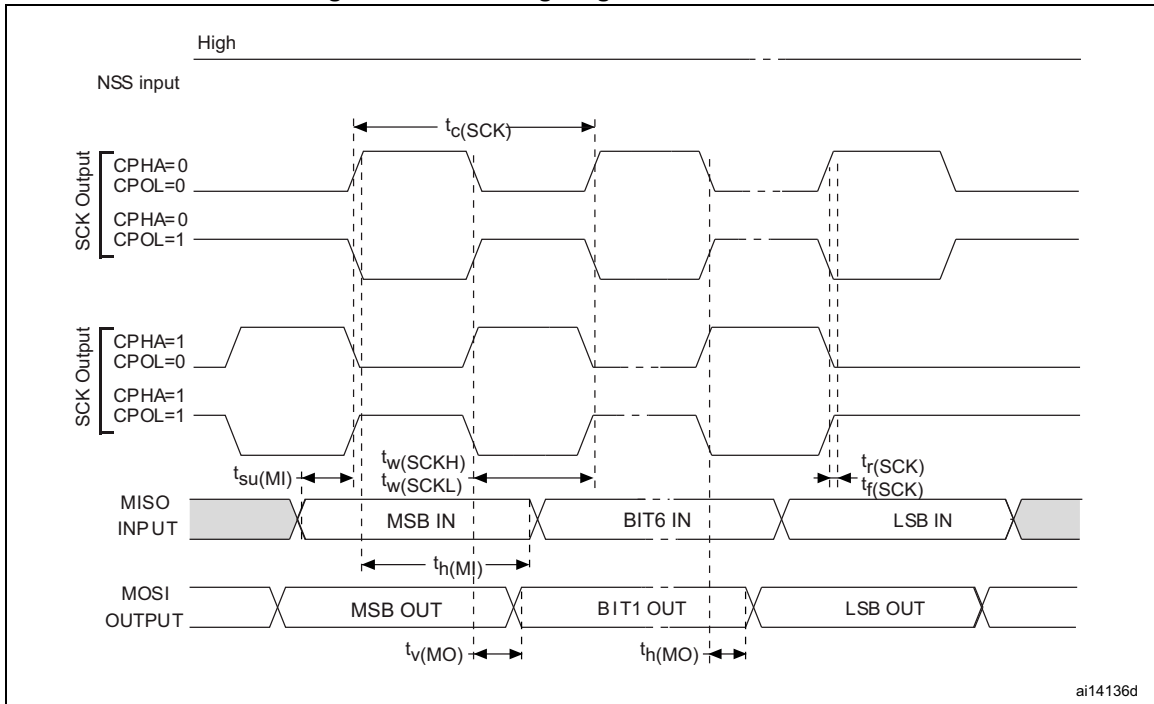 High
NSS input
tc(SCK)
SCK Output
CPHA=0
CPOL=0
CPHA=0
CPOL=1
SCK Output
CPHA=1
CPOL=0
CPHA=1
CPOL=1
tsu(MI)
tw(SCKH)
tw(SCKL)
tr(SCK)
tf(SCK)
MISO
INPUT
MSB IN
BIT6 IN
LSB IN
th(MI)
MOSI
OUTPUT
MSB OUT
BIT1 OUT
LSB OUT
tv(MO)
th(MO)
ai14136d